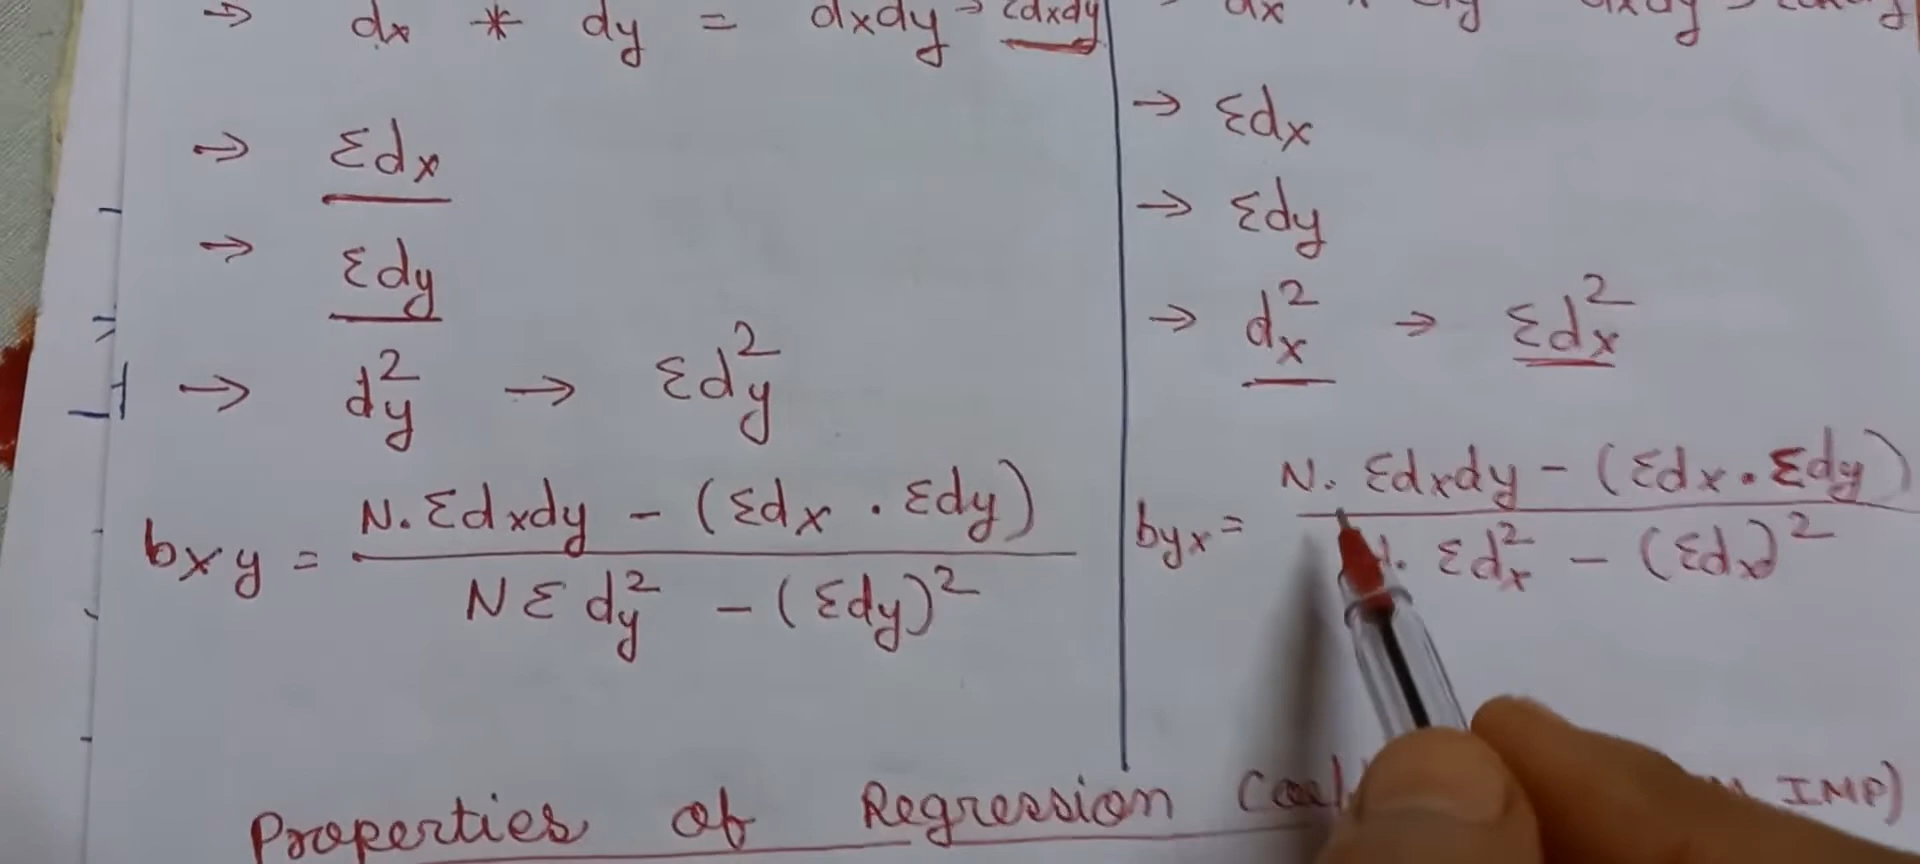 → dx * dy = dxdy → Σdxdy
→ Σdx
→ Σdy
→ dy² → Σdy²
bxy = N. Σdxdy - (Σdx . Σdy)
NΣdy² - (Σdy)²
→ Σdx
→ Σdy
→ dx² → Σdx²
byx = N. Σdxdy - (Σdx . Σdy)
. Σdx² - (Σdx)²
Properties of Regression IMP)